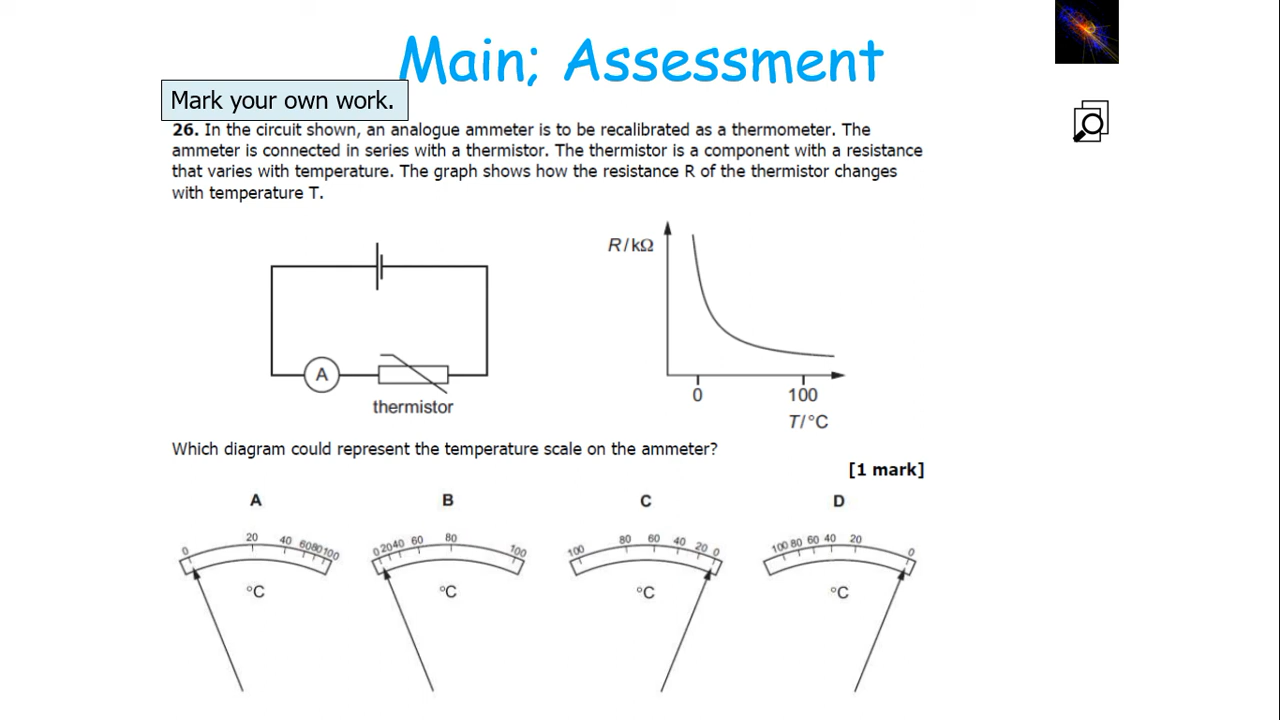 Main; Assessment
Mark your own work.
26. In the circuit shown, an analogue ammeter is to be recalibrated as a thermometer. The
ammeter is connected in series with a thermistor. The thermistor is a component with a resistance
that varies with temperature. The graph shows how the resistance R of the thermistor changes
with temperature T.
R/kΩ
A
thermistor
0 100
T/°C
Which diagram could represent the temperature scale on the ammeter?
[1 mark]
A B C D
0 20 40 60 80 100
0 20 40 60 80 100
100 80 60 40 20 0
100 80 60 40 20 0
°C °C °C °C